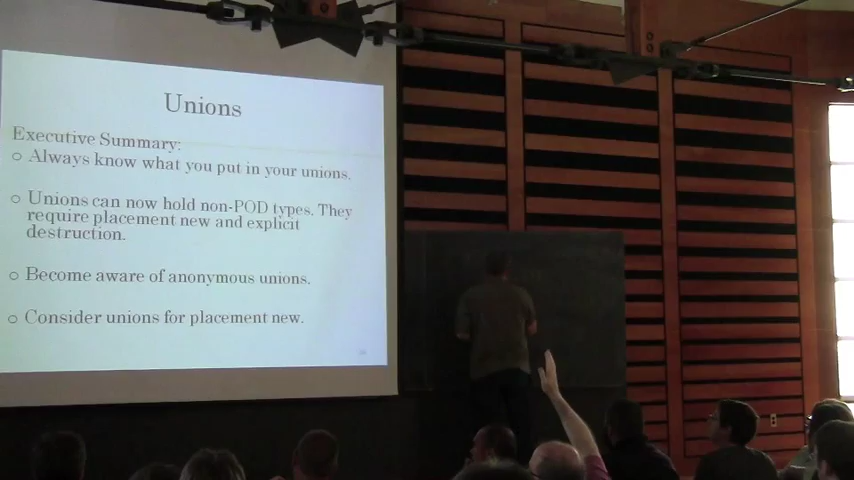 Unions
Executive Summary:
○ Always know what you put in your unions.
○ Unions can now hold non-POD types. They
require placement new and explicit
destruction.
○ Become aware of anonymous unions.
○ Consider unions for placement new.